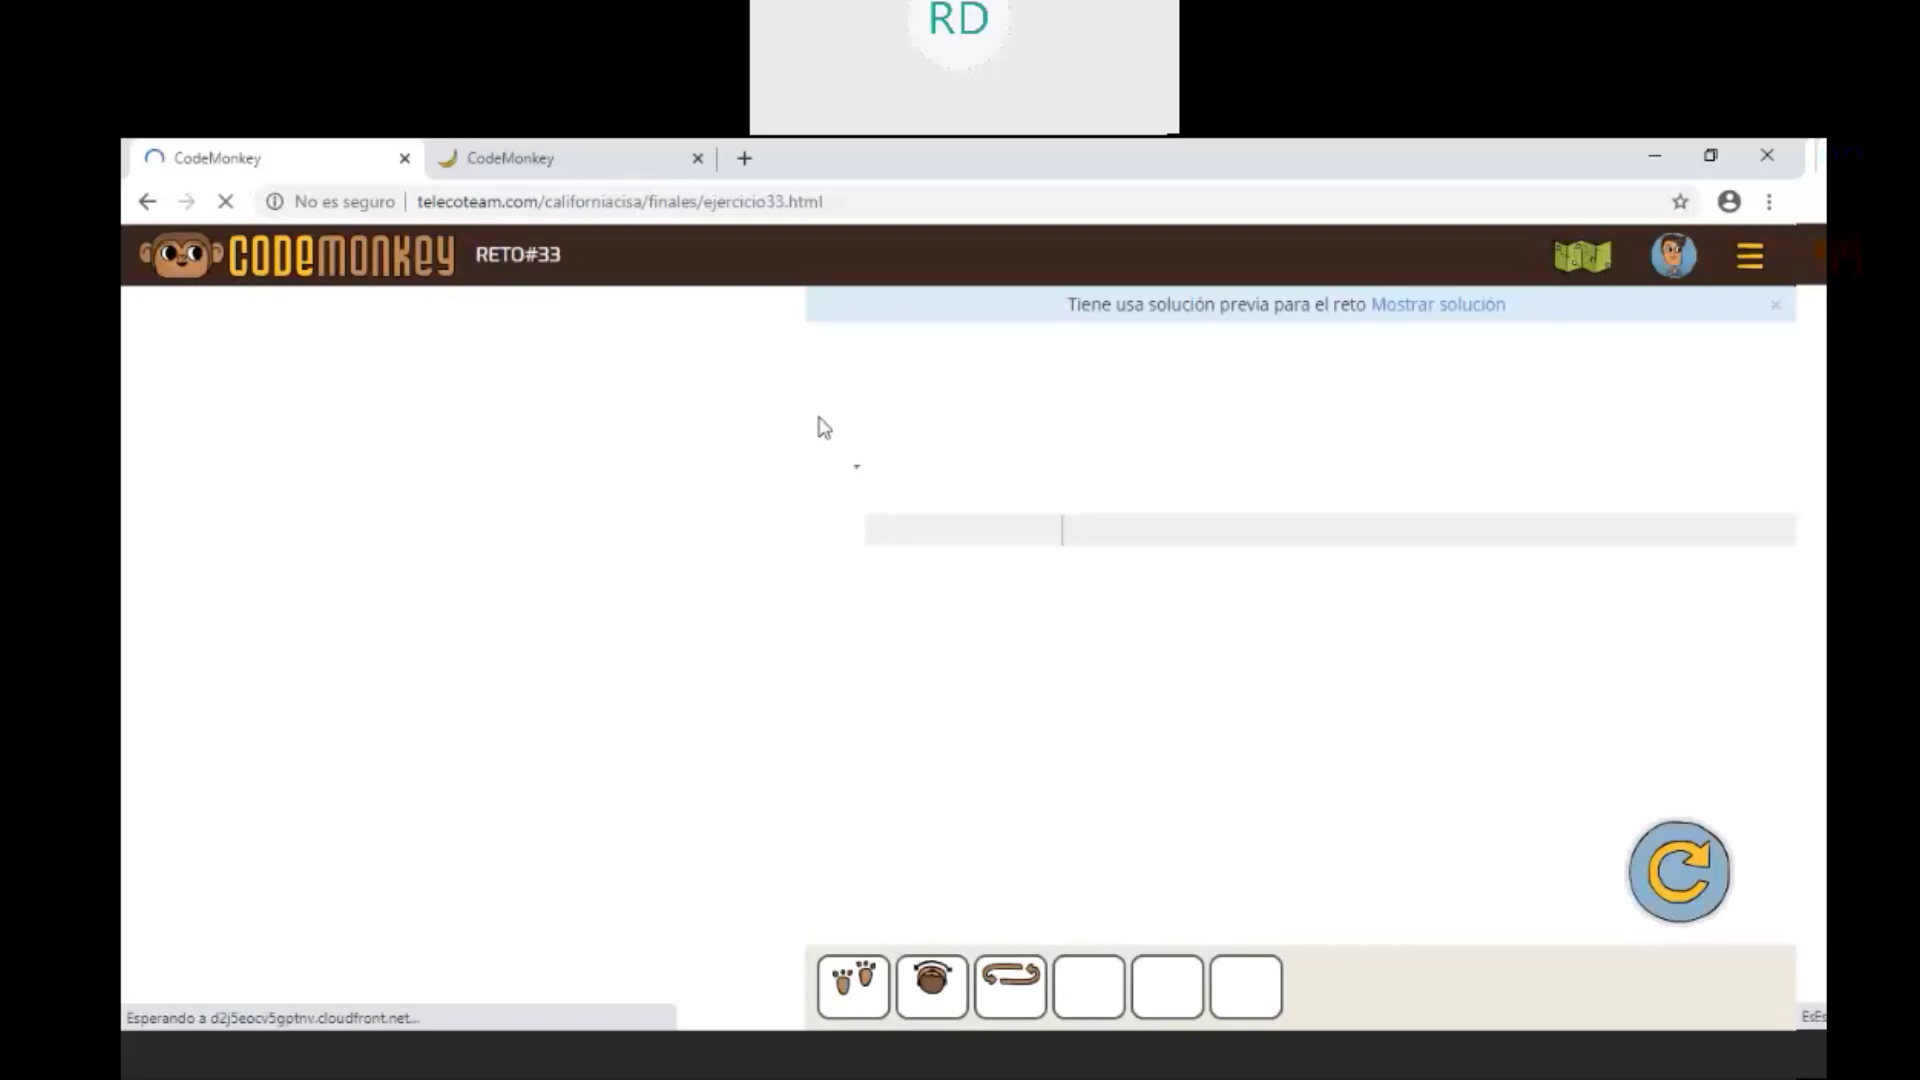 RD
CodeMonkey
CodeMonkey
No es seguro
telecoteam.com/californiacisa/finales/ejercicio33.html
CODEMONKEY
RETO#33
Tiene usa solución previa para el reto Mostrar solución
Esperando a d2j5eocv5gptnv.cloudfront.net...
EsEs